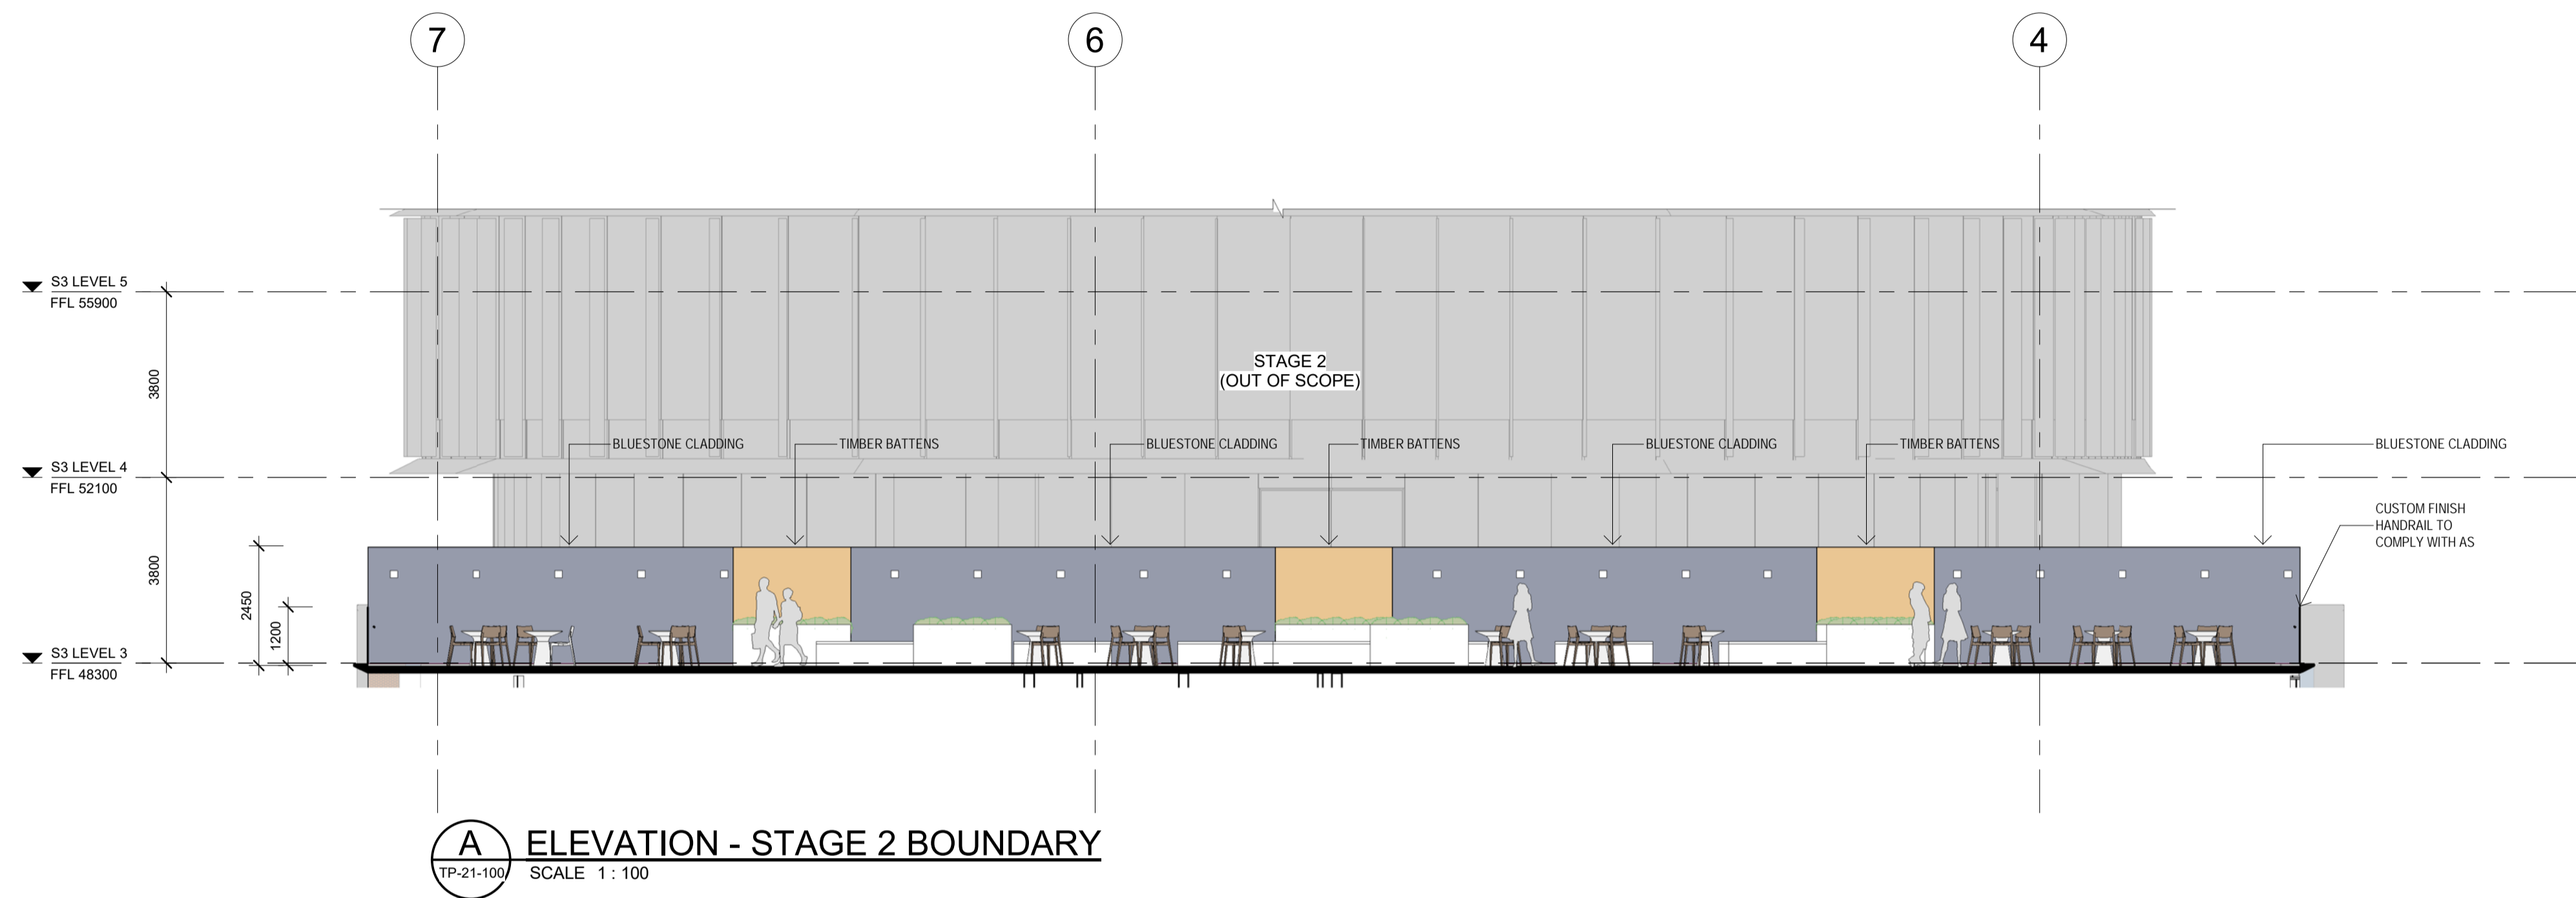 7
6
4
S3 LEVEL 5
FFL 55900
3800
STAGE 2
(OUT OF SCOPE)
BLUESTONE CLADDING
TIMBER BATTENS
BLUESTONE CLADDING
TIMBER BATTENS
BLUESTONE CLADDING
TIMBER BATTENS
BLUESTONE CLADDING
S3 LEVEL 4
FFL 52100
CUSTOM FINISH
HANDRAIL TO
COMPLY WITH AS
3800
2450
1200
S3 LEVEL 3
FFL 48300
A
TP-21-100
ELEVATION - STAGE 2 BOUNDARY
SCALE 1 : 100